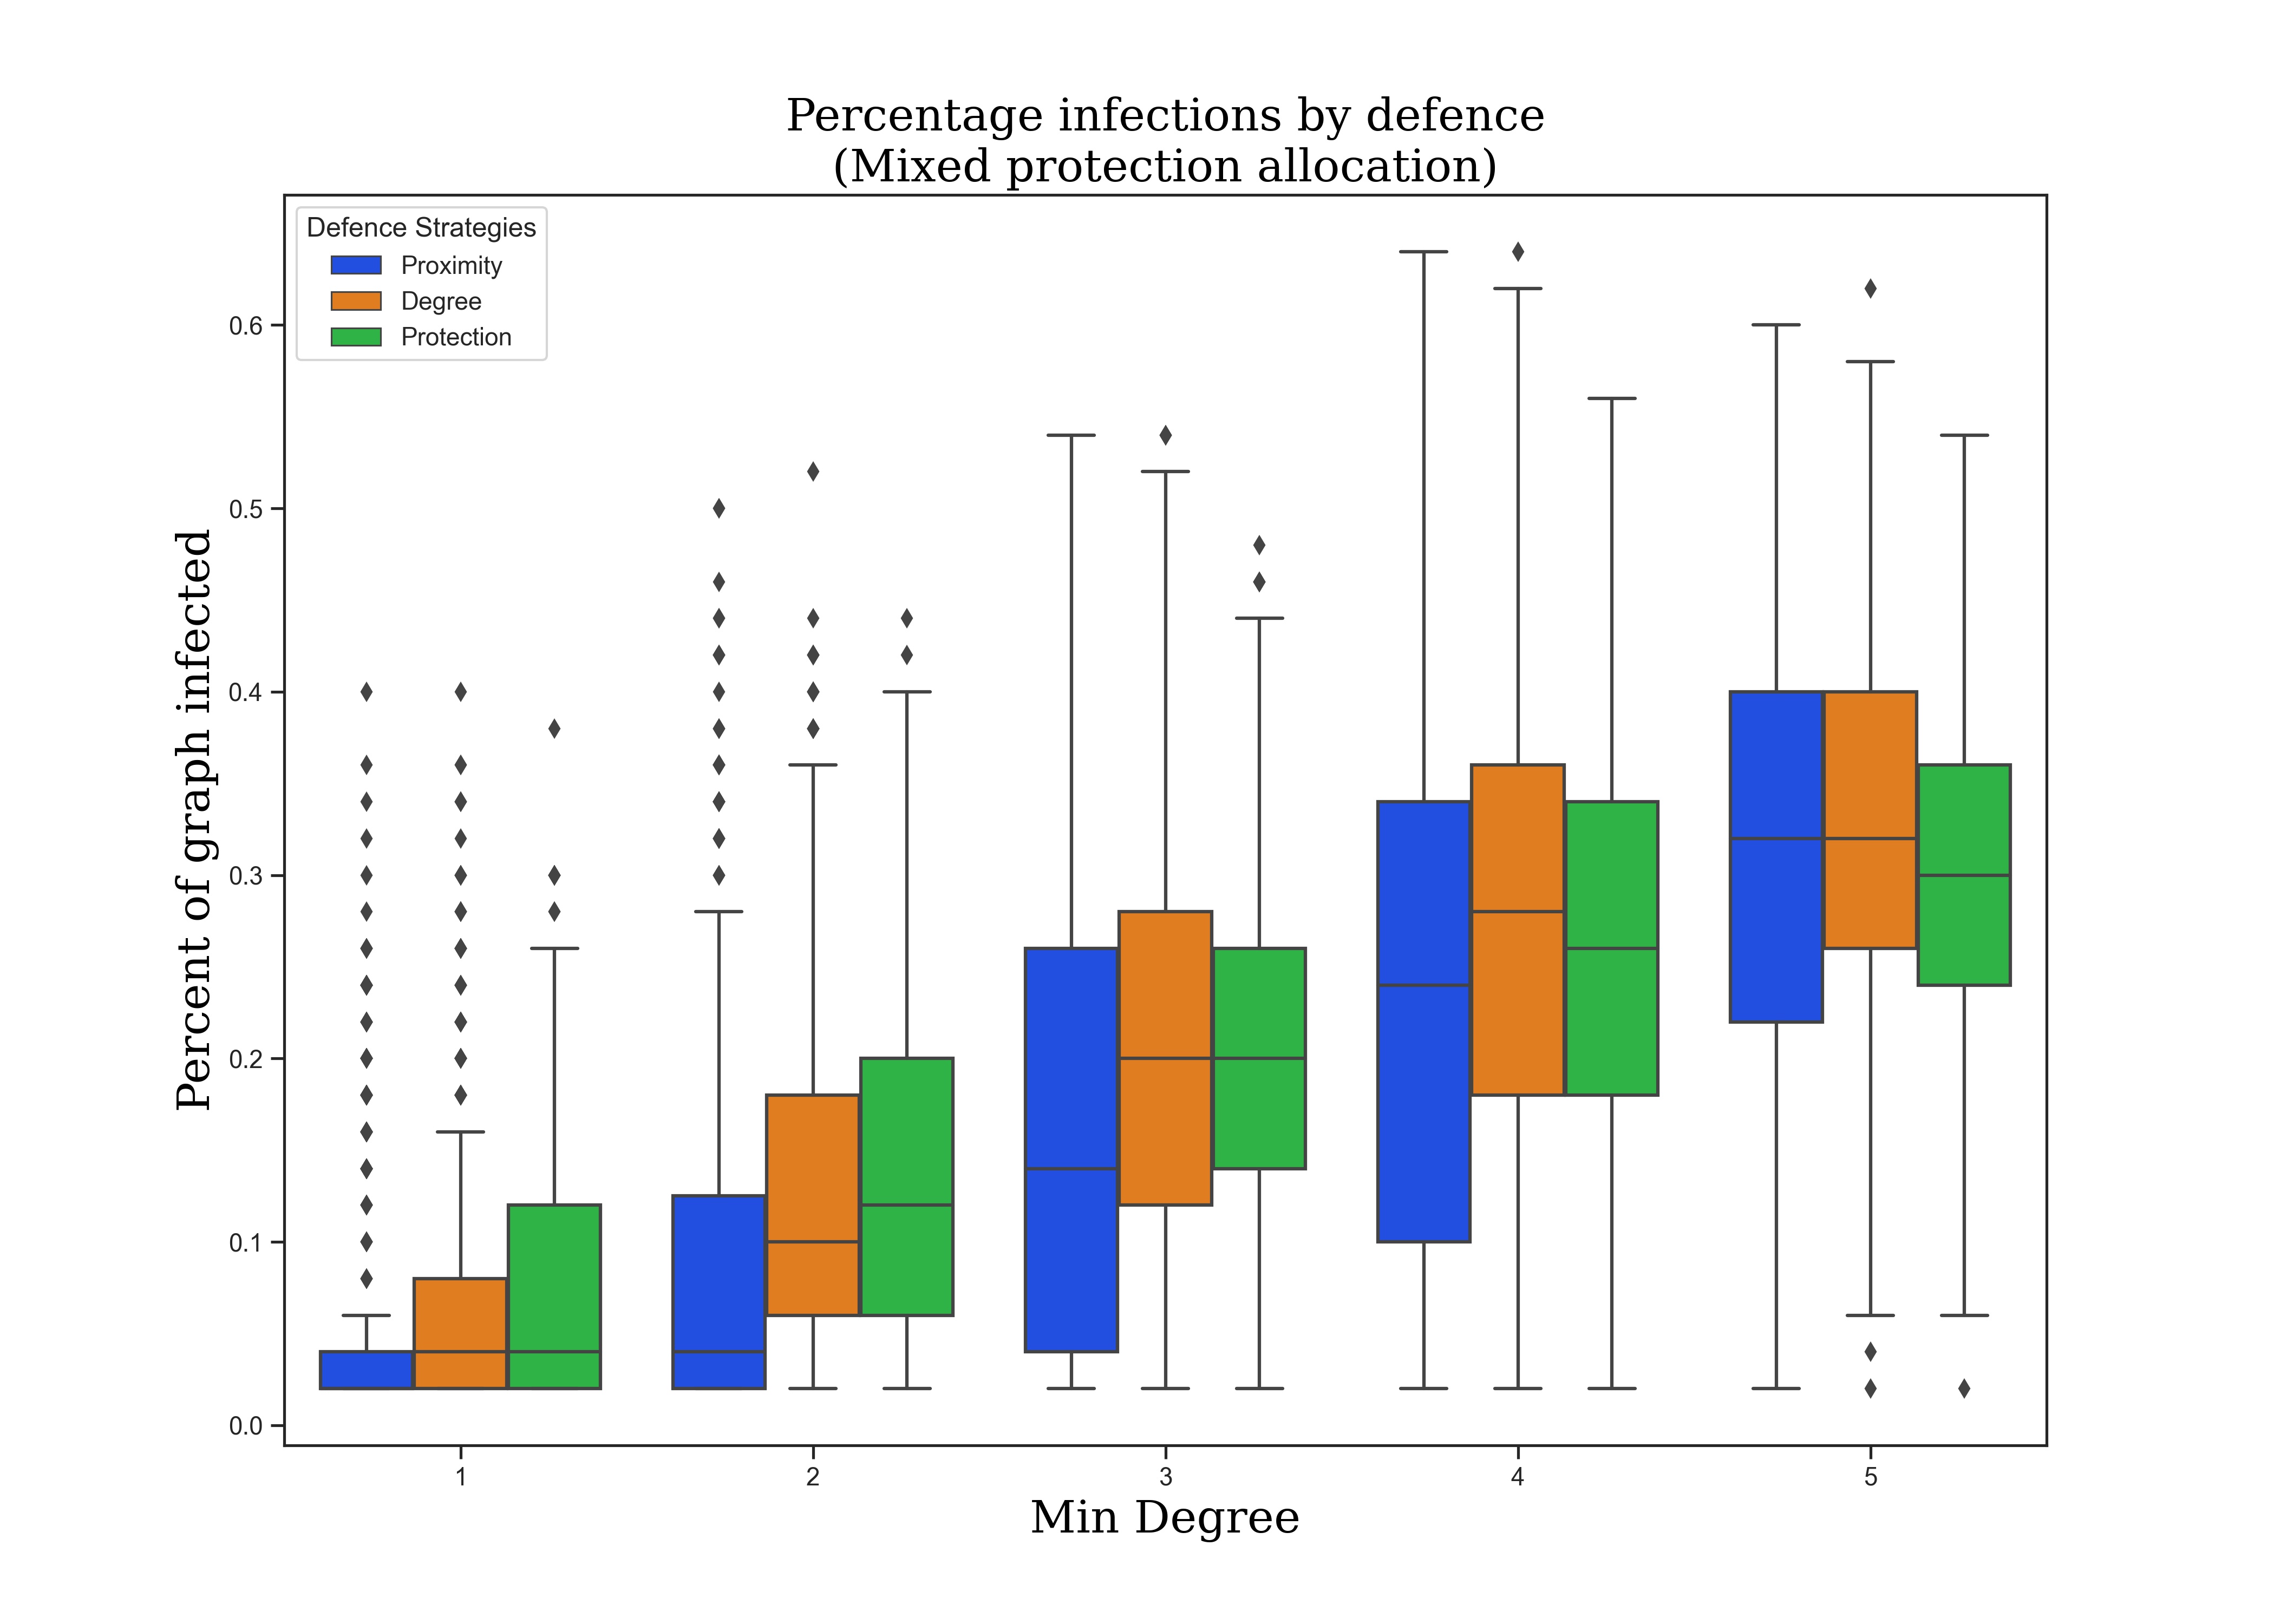 Percentage infections by defence
(Mixed protection allocation)
Defence Strategies
Proximity
Degree
Protection
Percent of graph infected
0.6
0.5
0.4
0.3
0.2
0.1
0.0
1 2 3 4 5
Min Degree